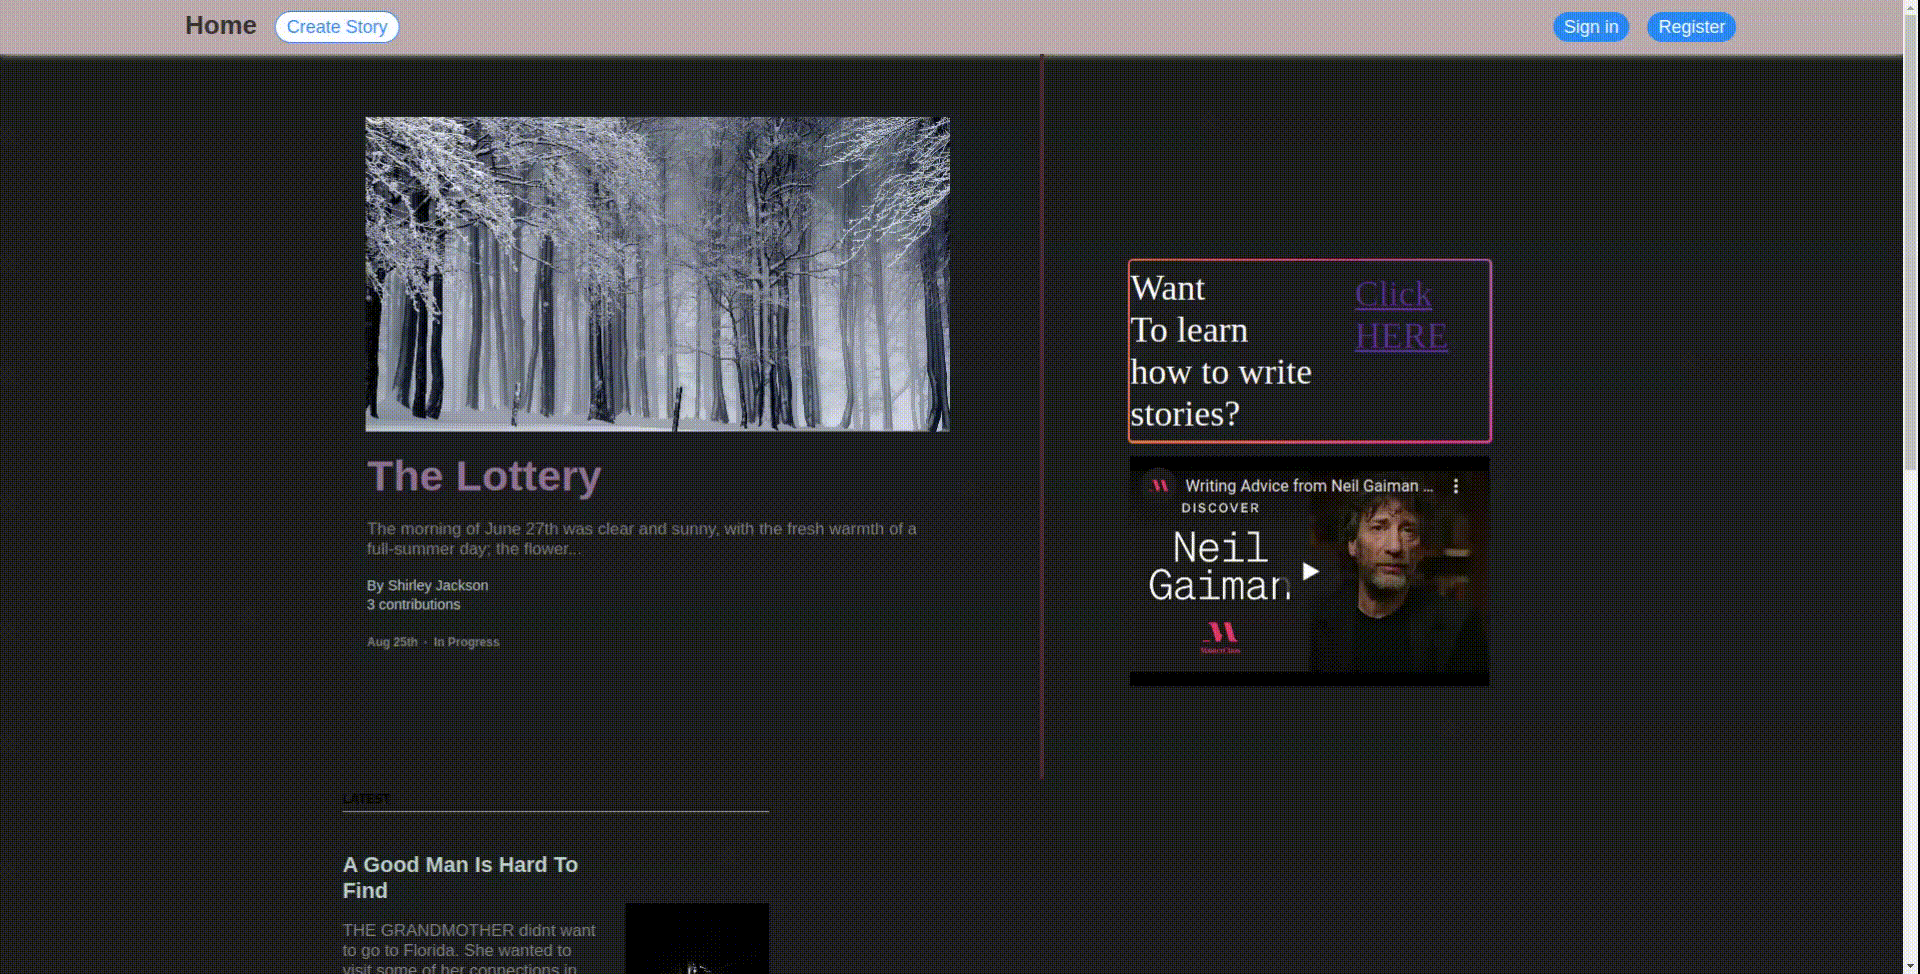 Home
Create Story
Sign in
Register
The Lottery
The morning of June 27th was clear and sunny, with the fresh warmth of a
full-summer day; the flower...
By Shirley Jackson
3 contributions
Aug 25th · In Progress
Want
To learn
how to write
stories?
Click
HERE
Writing Advice from Neil Gaiman ...
DISCOVER
Neil
Gaiman
MasterClass
LATEST
A Good Man Is Hard To
Find
THE GRANDMOTHER didnt want
to go to Florida. She wanted to
visit some of her connections in